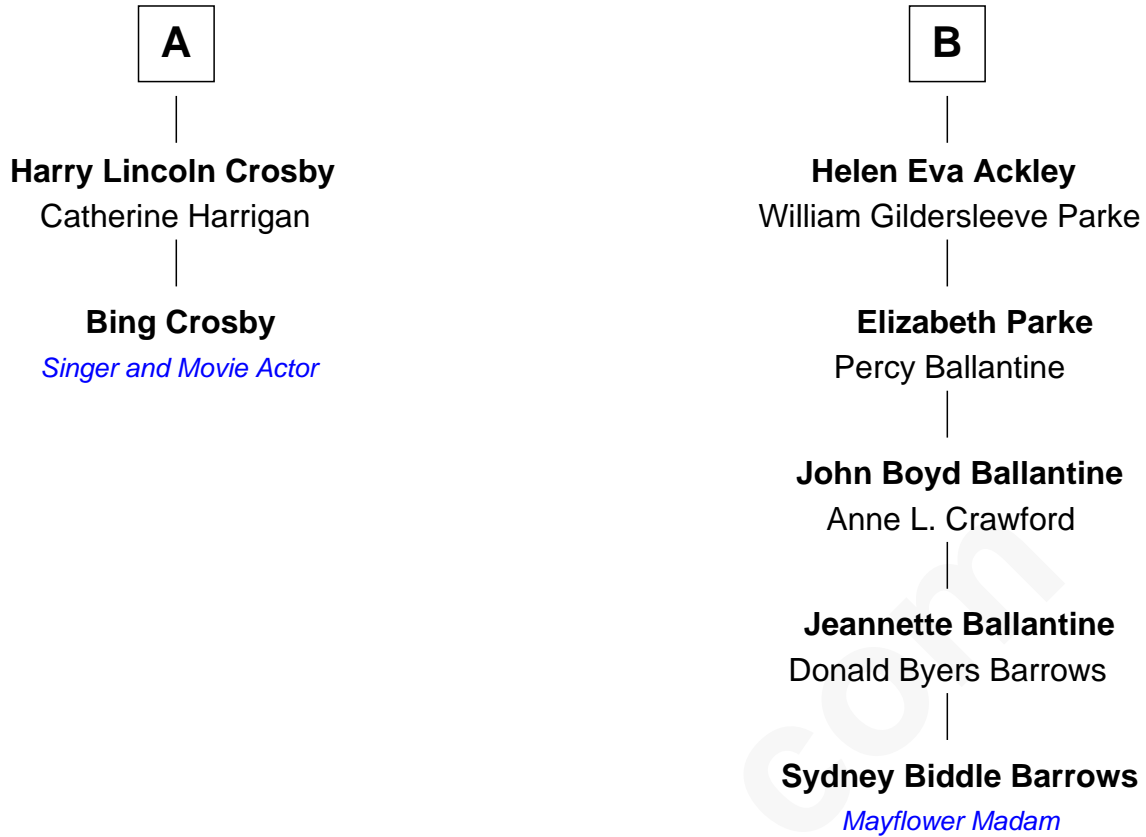 A
Harry Lincoln Crosby
Catherine Harrigan
Bing Crosby
Singer and Movie Actor
B
Helen Eva Ackley
William Gildersleeve Parke
Elizabeth Parke
Percy Ballantine
John Boyd Ballantine
Anne L. Crawford
Jeannette Ballantine
Donald Byers Barrows
Sydney Biddle Barrows
Mayflower Madam
com